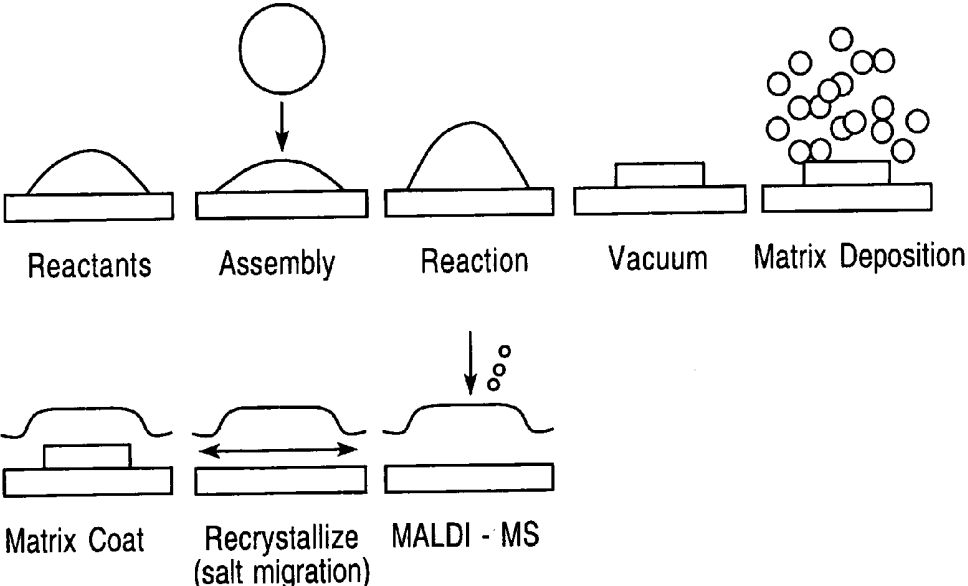 Reactants
Assembly
Reaction
Vacuum
Matrix Deposition
Matrix Coat
Recrystallize
(salt migration)
MALDI - MS